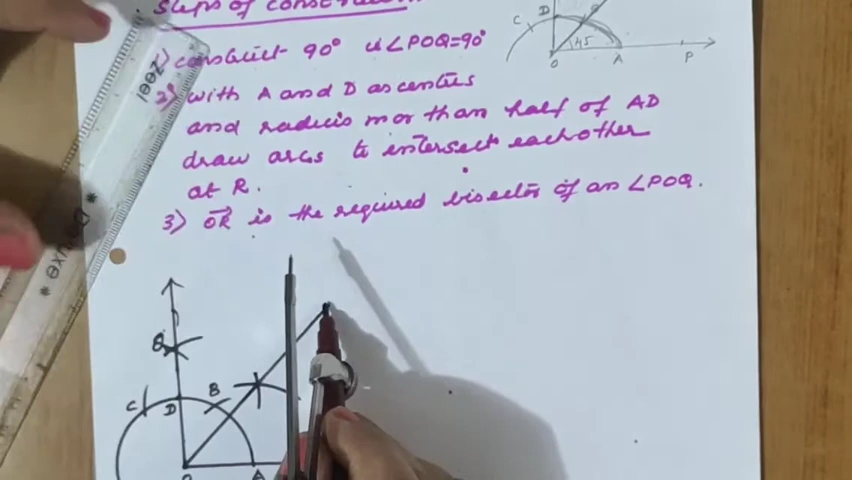 Steps of construction
C D
45
O A P
1) construct 90° ie ∠POQ=90°
2) with A and D as centres
and radius mor than half of AD
draw arcs to intersect each other
at R.
3) OR is the required bisector of an ∠POQ.
Q
C D B
O A